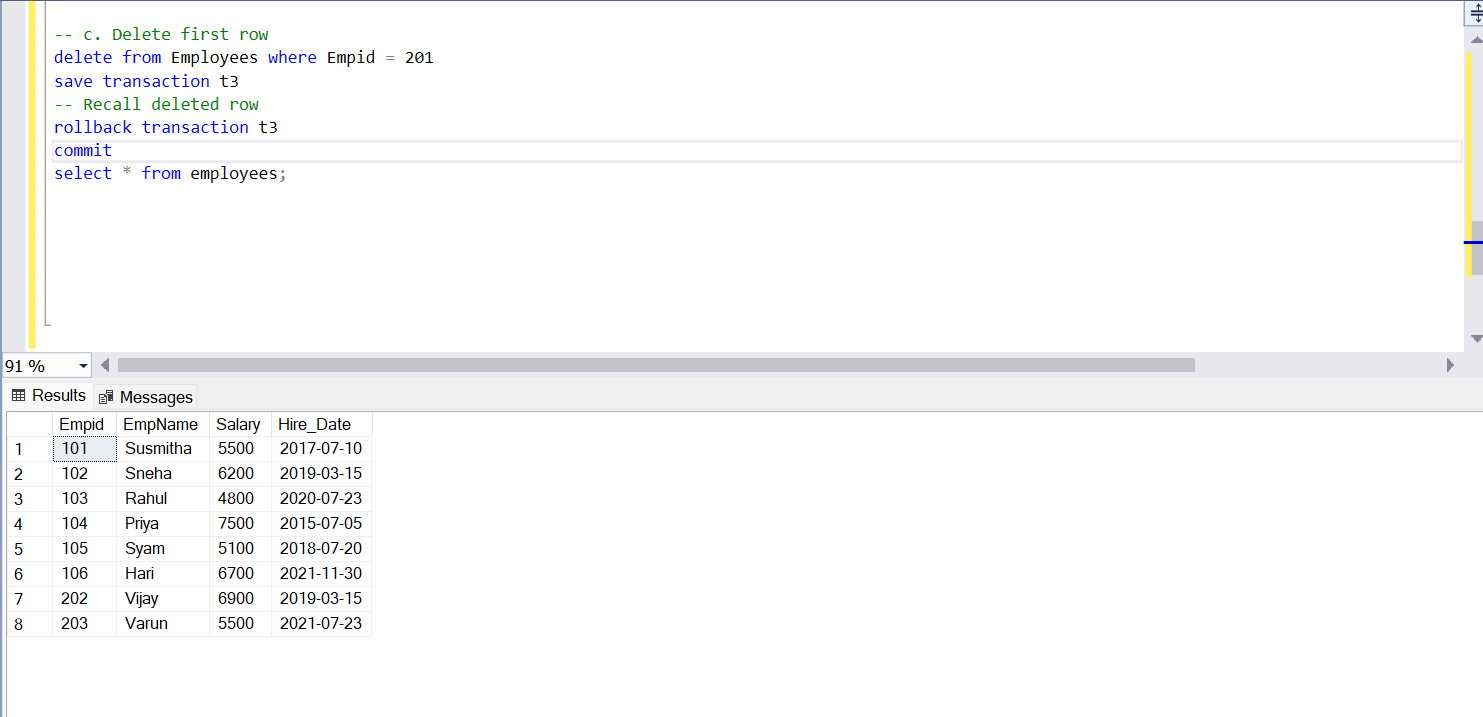 -- c. Delete first row
delete from Employees where Empid = 201
save transaction t3
-- Recall deleted row
rollback transaction t3
commit
select * from employees;
91 %
Results Messages
Empid EmpName Salary Hire_Date
1 101 Susmitha 5500 2017-07-10
2 102 Sneha 6200 2019-03-15
3 103 Rahul 4800 2020-07-23
4 104 Priya 7500 2015-07-05
5 105 Syam 5100 2018-07-20
6 106 Hari 6700 2021-11-30
7 202 Vijay 6900 2019-03-15
8 203 Varun 5500 2021-07-23